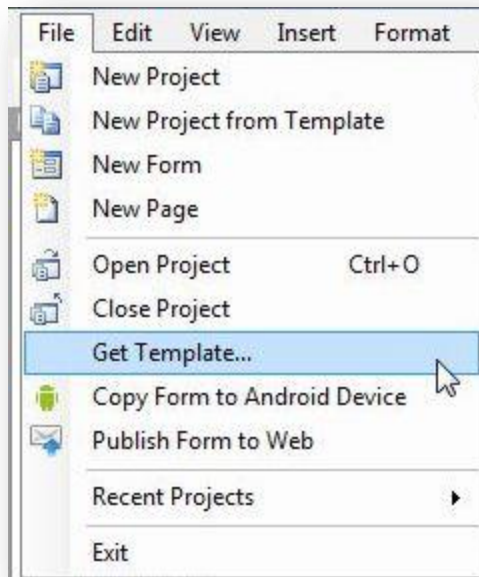 File Edit View Insert Format
New Project
New Project from Template
New Form
New Page
Open Project Ctrl+O
Close Project
Get Template...
Copy Form to Android Device
Publish Form to Web
Recent Projects
Exit